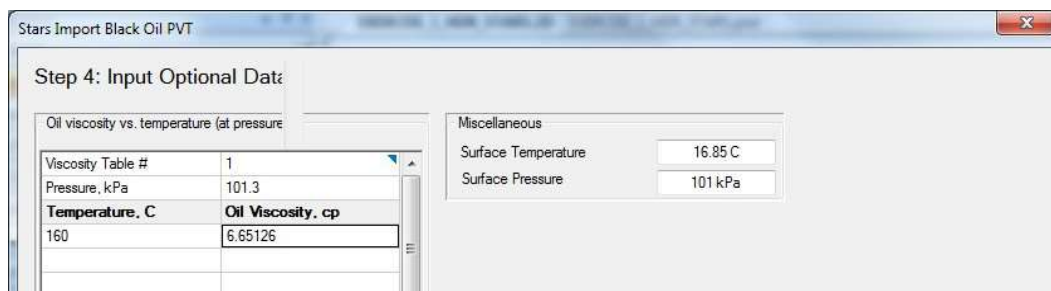 Stars Import Black Oil PVT
Step 4: Input Optional Data
Oil viscosity vs. temperature (at pressure
Viscosity Table # 1
Pressure, kPa 101.3
Temperature, C Oil Viscosity, cp
160 6.65126
Miscellaneous
Surface Temperature 16.85 C
Surface Pressure 101 kPa